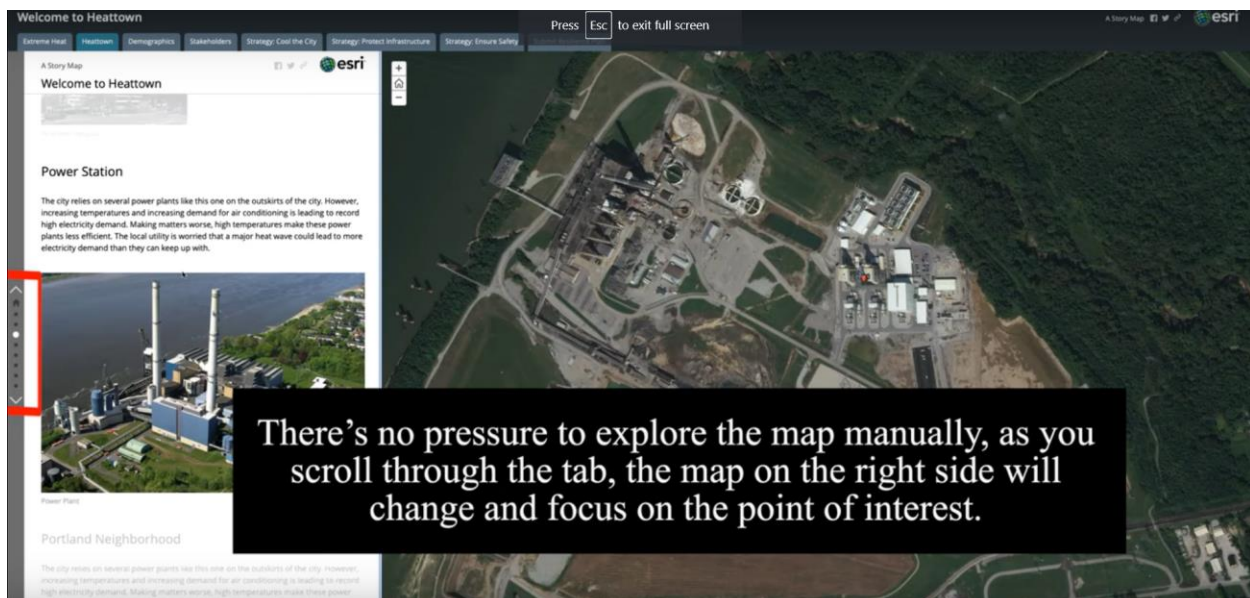 Welcome to Heattown
Press Esc to exit full screen
A Story Map
esri
Extreme Heat
Heattown
Demographics
Stakeholders
Strategy: Cool the City
Strategy: Protect Infrastructure
Strategy: Ensure Safety
A Story Map
esri
Welcome to Heattown
Power Station
The city relies on several power plants like this one on the outskirts of the city. However,
increasing temperatures and increasing demand for air conditioning is leading to record
high electricity demand. Making matters worse, high temperatures make these power
plants less efficient. The local utility is worried that a major heat wave could lead to more
electricity demand than they can keep up with.
There's no pressure to explore the map manually, as you
scroll through the tab, the map on the right side will
change and focus on the point of interest.
Power Plant
Portland Neighborhood
The city relies on several power plants like this one on the outskirts of the city. However,
increasing temperatures and increasing demand for air conditioning is leading to record
high electricity demand. Making matters worse, high temperatures make these power